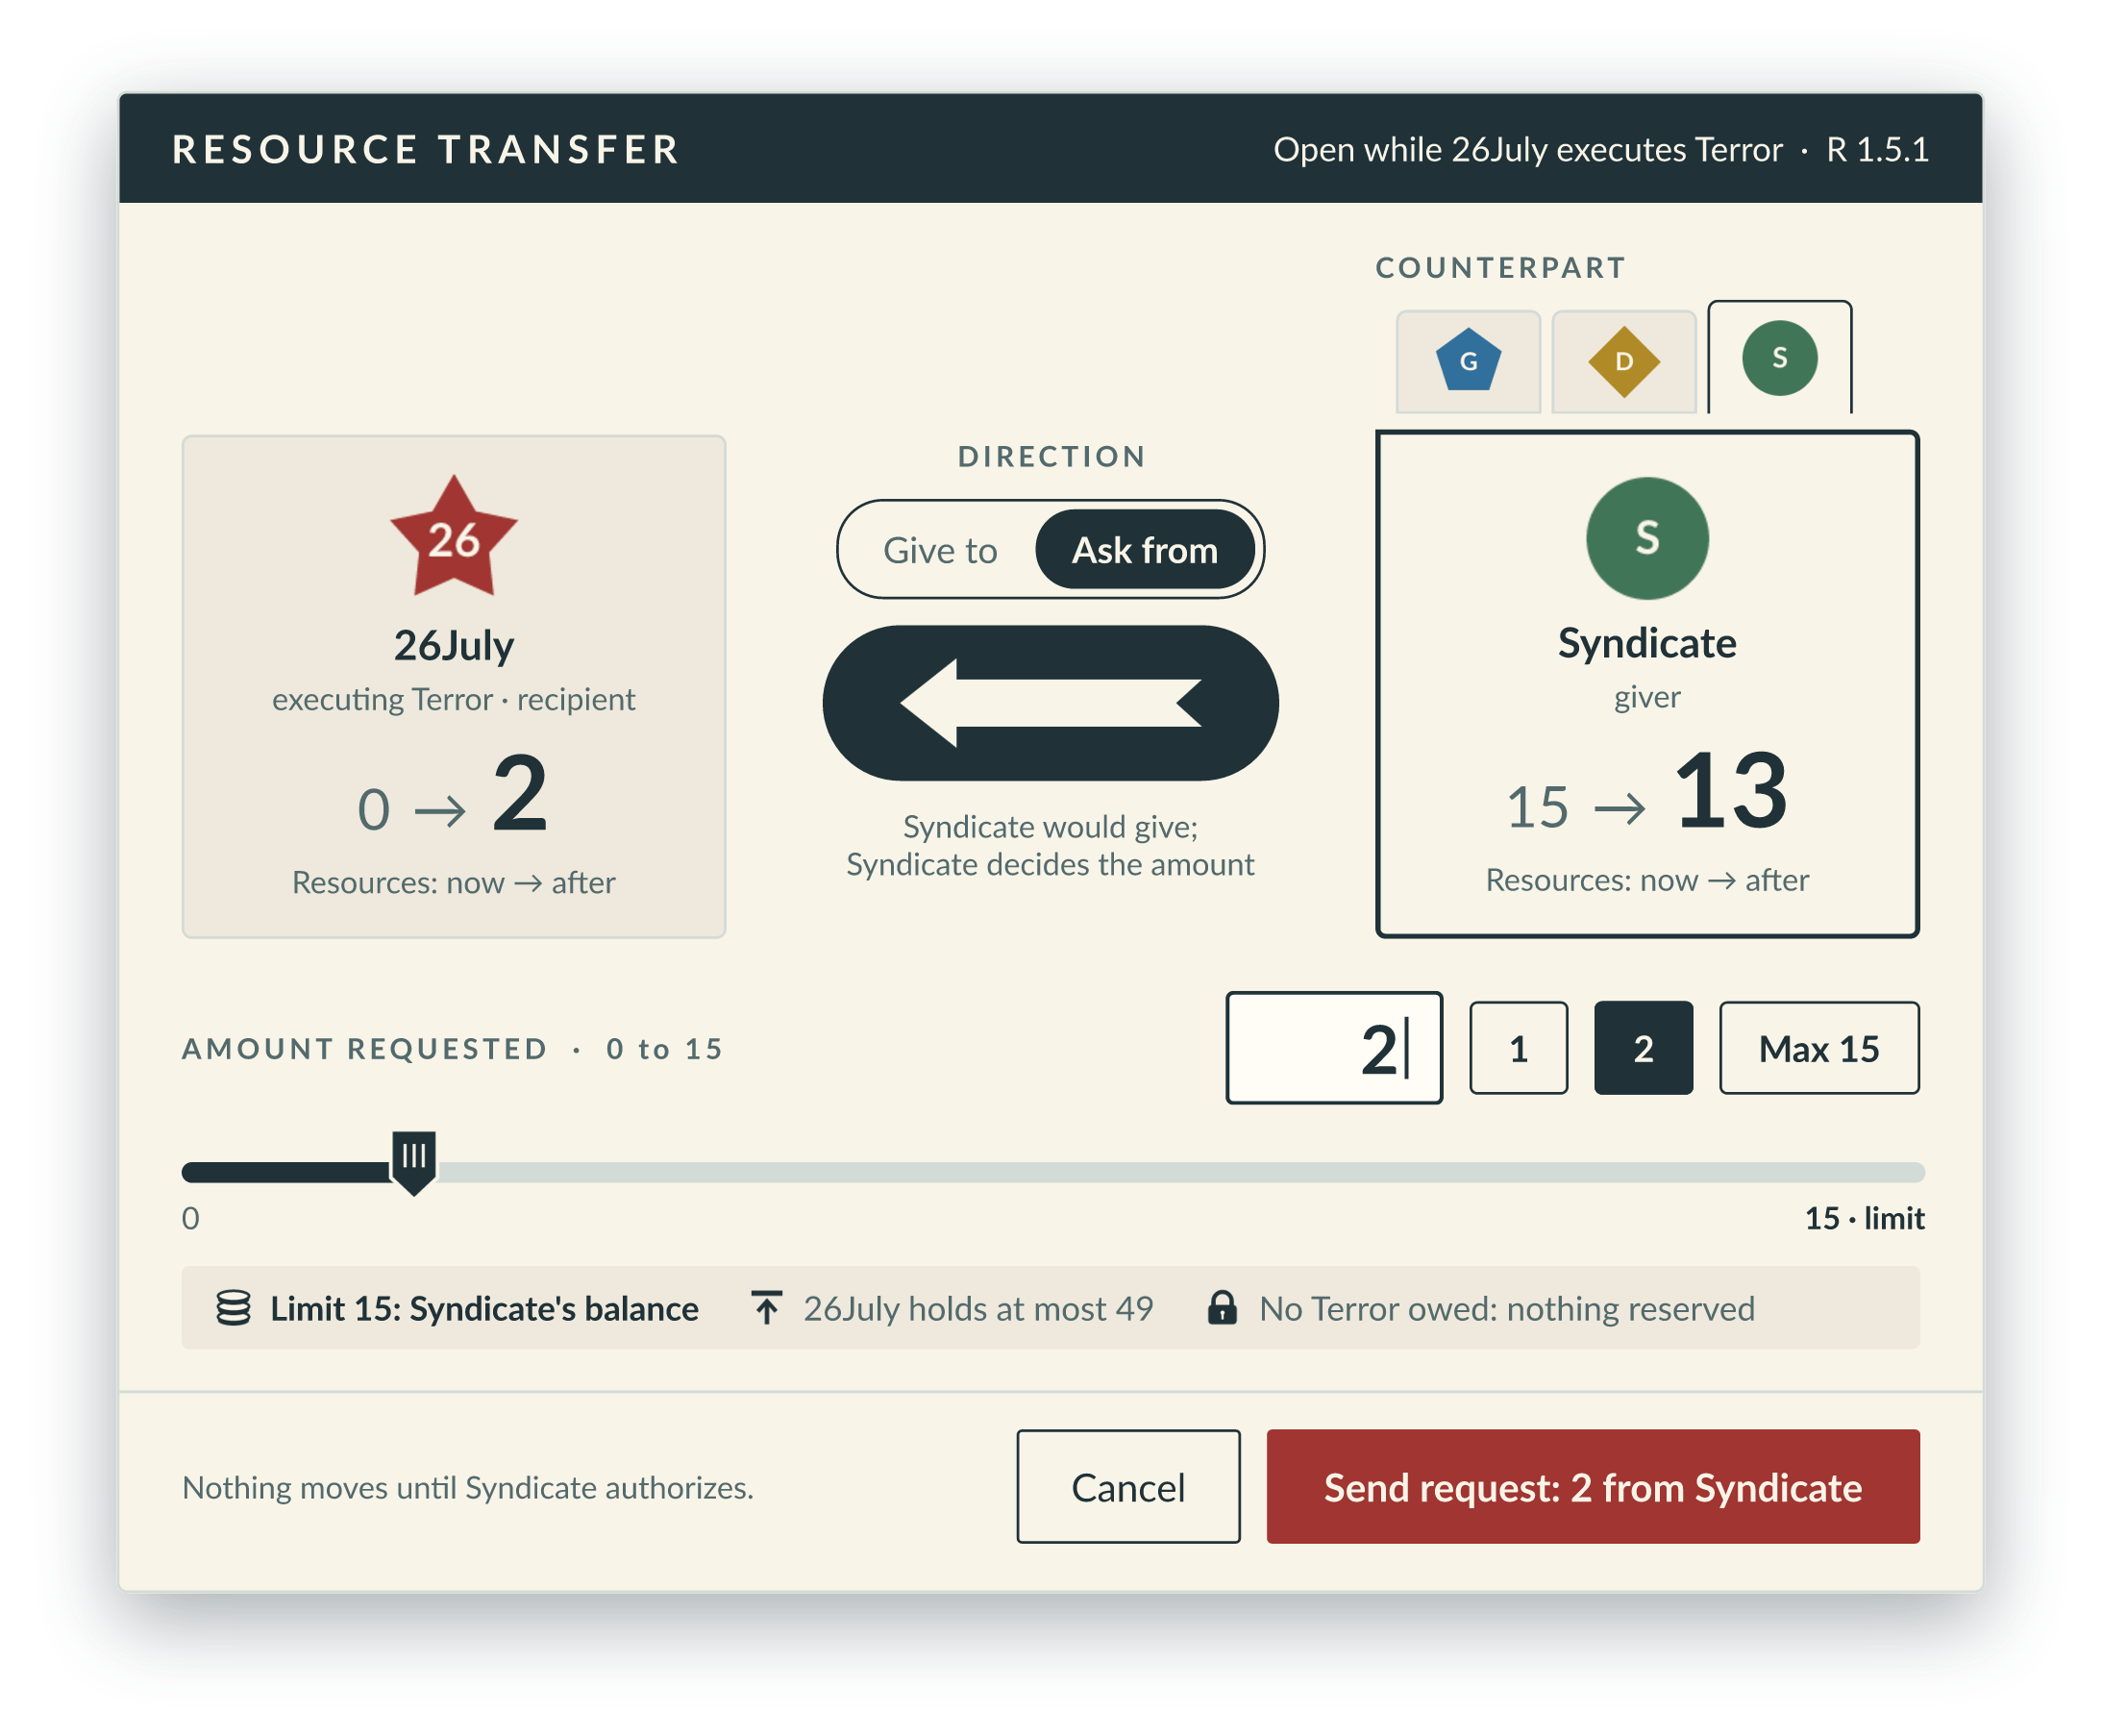 RESOURCE TRANSFER
Open while 26July executes Terror · R 1.5.1
COUNTERPART
G
D
S
26
26July
executing Terror · recipient
0 → 2
Resources: now → after
DIRECTION
Give to
Ask from
Syndicate would give;
Syndicate decides the amount
S
Syndicate
giver
15 → 13
Resources: now → after
AMOUNT REQUESTED · 0 to 15
2
1
2
Max 15
0
15 · limit
Limit 15: Syndicate's balance
26July holds at most 49
No Terror owed: nothing reserved
Nothing moves until Syndicate authorizes.
Cancel
Send request: 2 from Syndicate